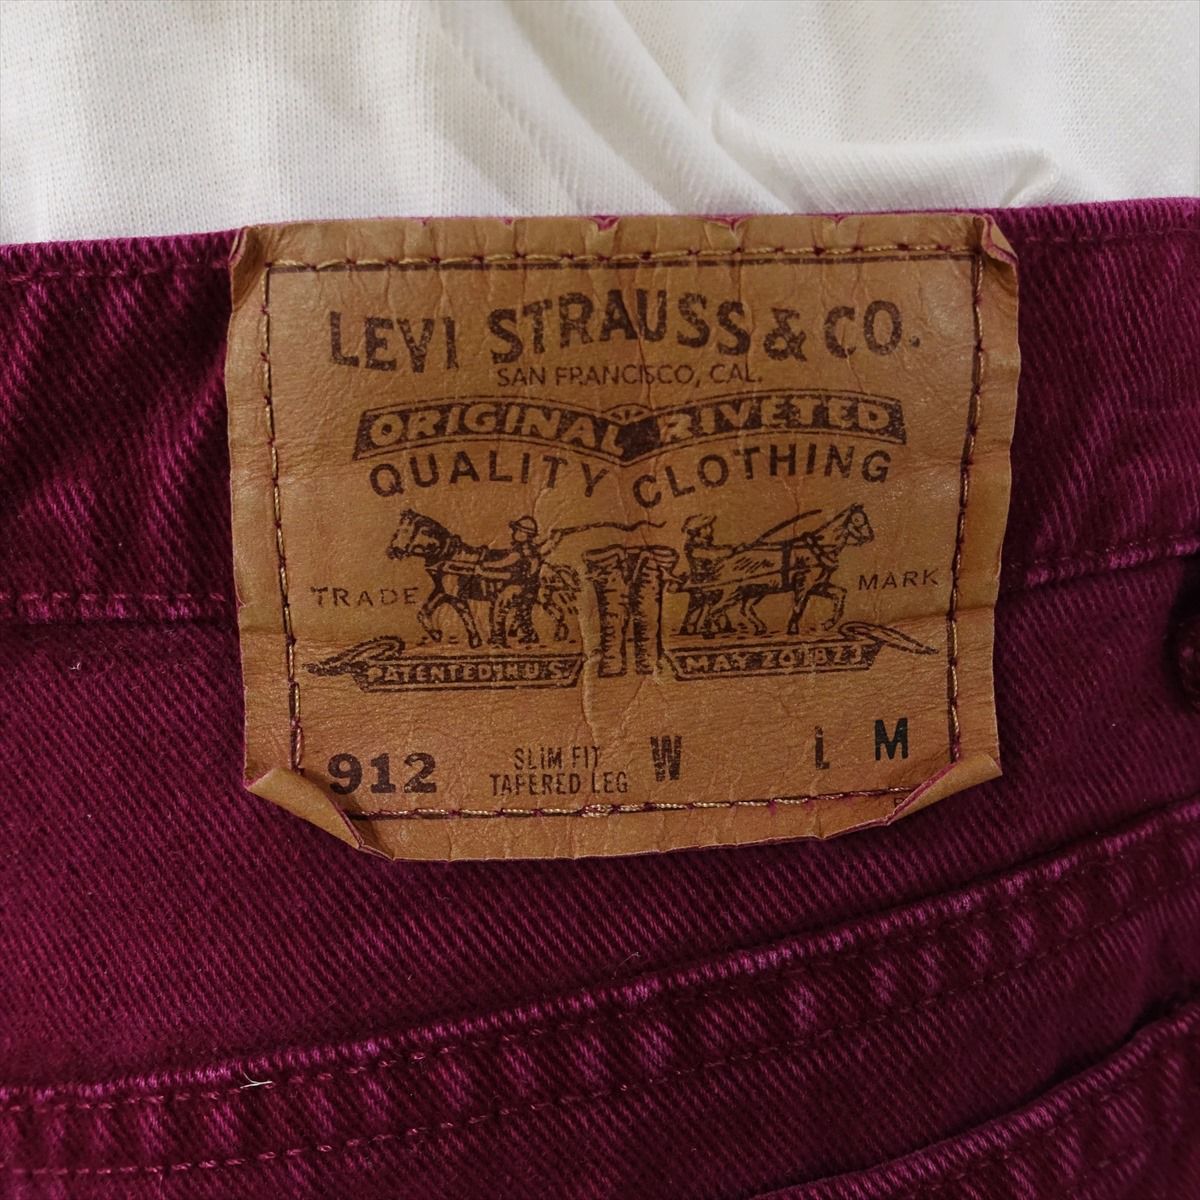 LEVI STRAUSS & CO.
SAN FRANCISCO, CAL.
ORIGINAL RIVETED
QUALITY CLOTHING
TRADE MARK
PATENTED IN U.S. MAY 20 1873
912 SLIM FIT W L M
TAPERED LEG